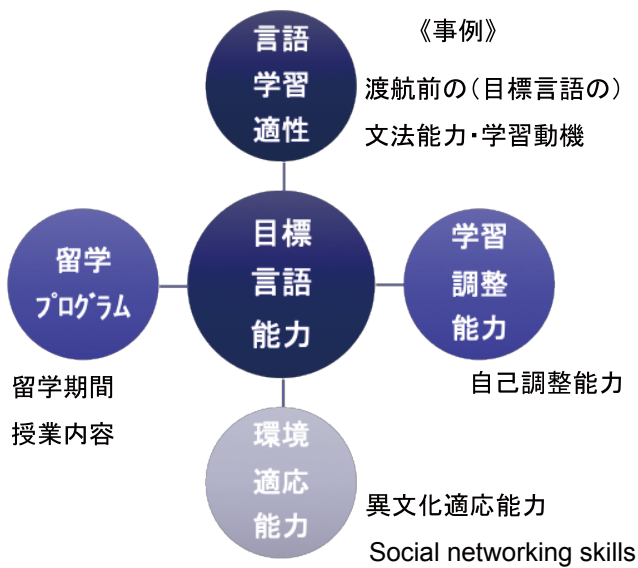 言語
学習
適性
《事例》
渡航前の（目標言語の）
文法能力・学習動機
目標
言語
能力
留学
ﾌﾟﾛｸﾞﾗﾑ
留学期間
授業内容
学習
調整
能力
自己調整能力
環境
適応
能力
異文化適応能力
Social networking skills